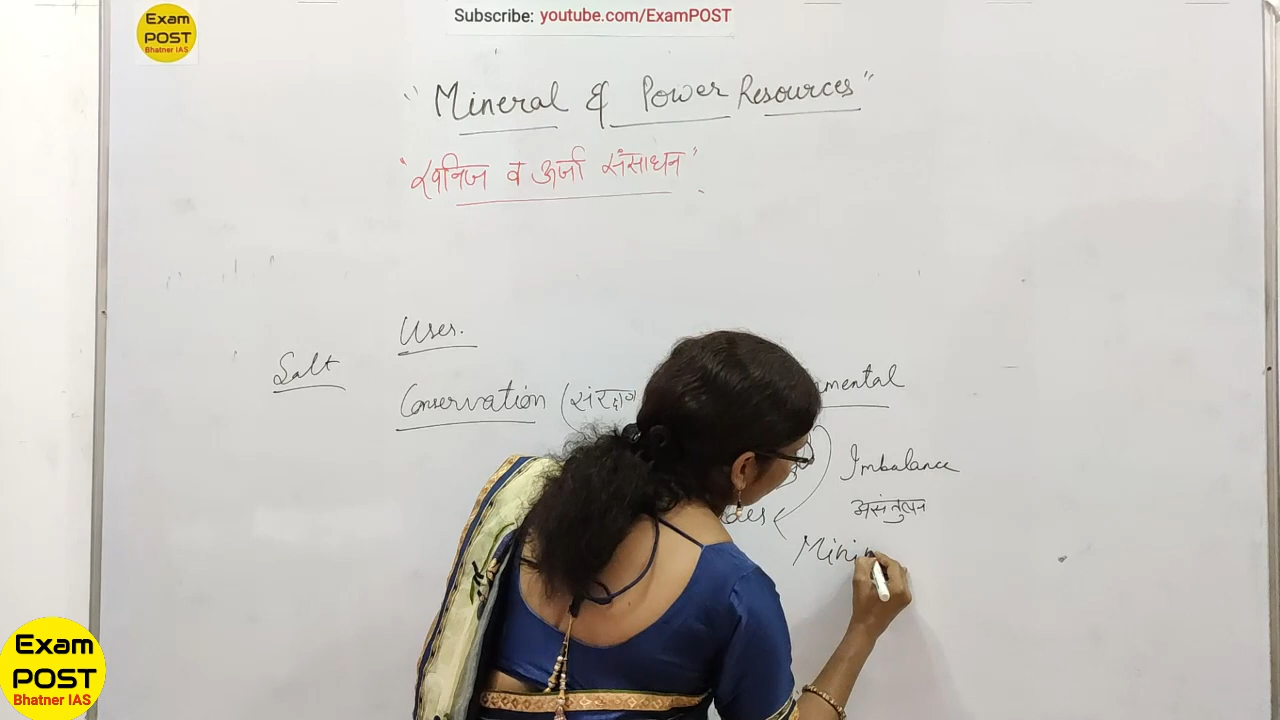 Exam
POST
Bhatner IAS
Subscribe: youtube.com/ExamPOST
"Mineral & Power Resources"
"खनिज व ऊर्जा संसाधन"
Uses.
Salt
Conservation (संरक्षण
mental
Imbalance
असंतुलन
Minin
Exam
POST
Bhatner IAS